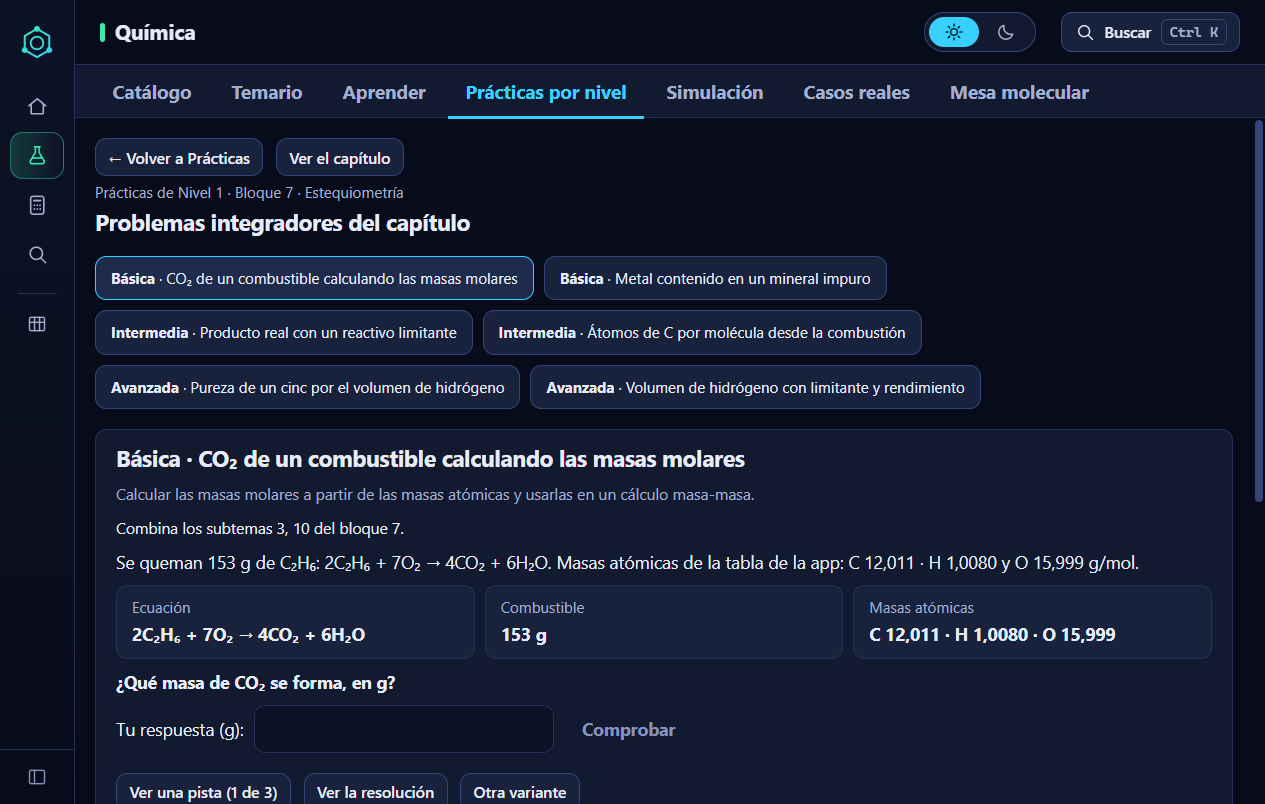 Química
Buscar Ctrl K
Catálogo Temario Aprender Prácticas por nivel Simulación Casos reales Mesa molecular
← Volver a Prácticas Ver el capítulo
Prácticas de Nivel 1 · Bloque 7 · Estequiometría
Problemas integradores del capítulo
Básica · CO₂ de un combustible calculando las masas molares Básica · Metal contenido en un mineral impuro
Intermedia · Producto real con un reactivo limitante Intermedia · Átomos de C por molécula desde la combustión
Avanzada · Pureza de un cinc por el volumen de hidrógeno Avanzada · Volumen de hidrógeno con limitante y rendimiento
Básica · CO₂ de un combustible calculando las masas molares
Calcular las masas molares a partir de las masas atómicas y usarlas en un cálculo masa-masa.
Combina los subtemas 3, 10 del bloque 7.
Se queman 153 g de C₂H₆: 2C₂H₆ + 7O₂ → 4CO₂ + 6H₂O. Masas atómicas de la tabla de la app: C 12,011 · H 1,0080 y O 15,999 g/mol.
Ecuación Combustible Masas atómicas
2C₂H₆ + 7O₂ → 4CO₂ + 6H₂O 153 g C 12,011 · H 1,0080 · O 15,999
¿Qué masa de CO₂ se forma, en g?
Tu respuesta (g): Comprobar
Ver una pista (1 de 3) Ver la resolución Otra variante